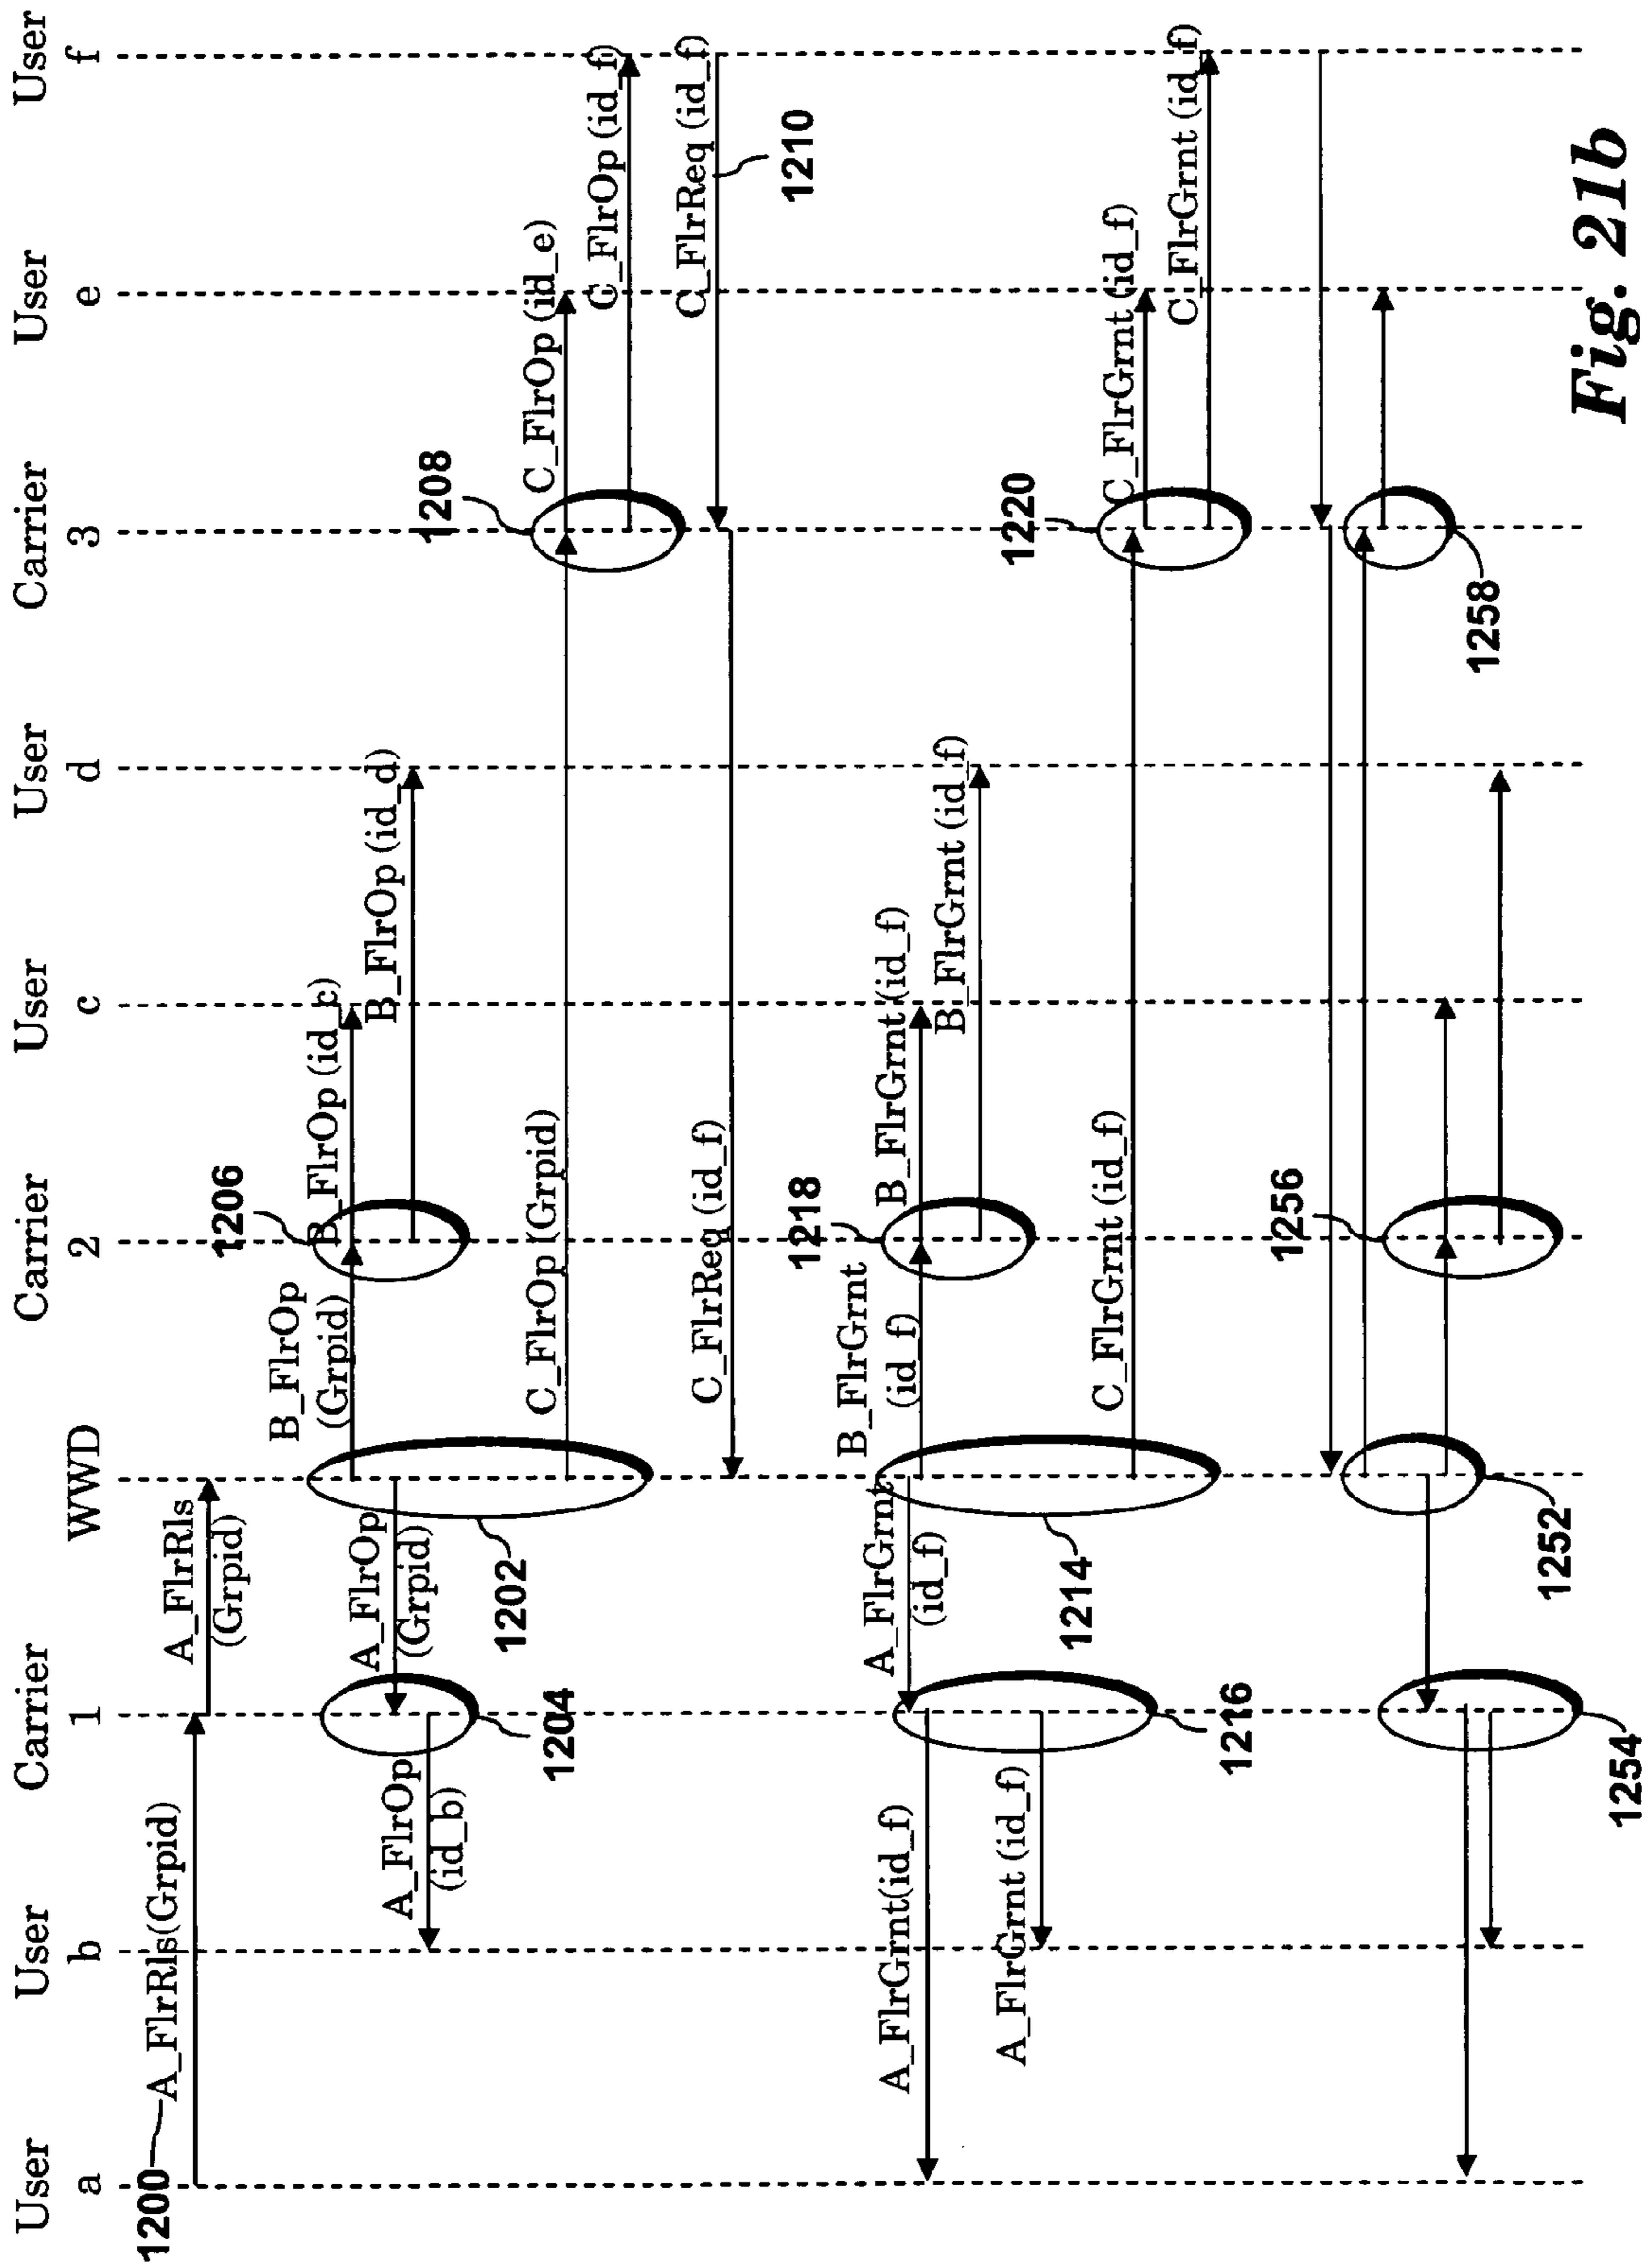 User
a
User
b
Carrier
1
WWD
Carrier
2
User
c
User
d
Carrier
3
User
e
User
f
1200
A_FlrRls(Grpid)
A_FlrRls
(Grpid)
B_FlrOp
(Grpid)
1206
B_FlrOp (id_c)
B_FlrOp (id_d)
A_FlrOp
(Grpid)
A_FlrOp
(id_b)
1204
1202
C_FlrOp (Grpid)
1208
C_FlrOp (id_e)
C_FlrOp (id_f)
C_FlrReq (id_f)
1210
C_FlrReq (id_f)
A_FlrGrnt
(id_f)
B_FlrGrnt
(id_f)
1218
B_FlrGrnt(id_f)
B_FlrGrnt (id_f)
A_FlrGrnt(id_f)
A_FlrGrnt (id_f)
1216
1214
C_FlrGrnt (id_f)
1220
C_FlrGrnt (id_f)
C_FlrGrnt (id_f)
1256
1258
1252
1254
Fig. 21b